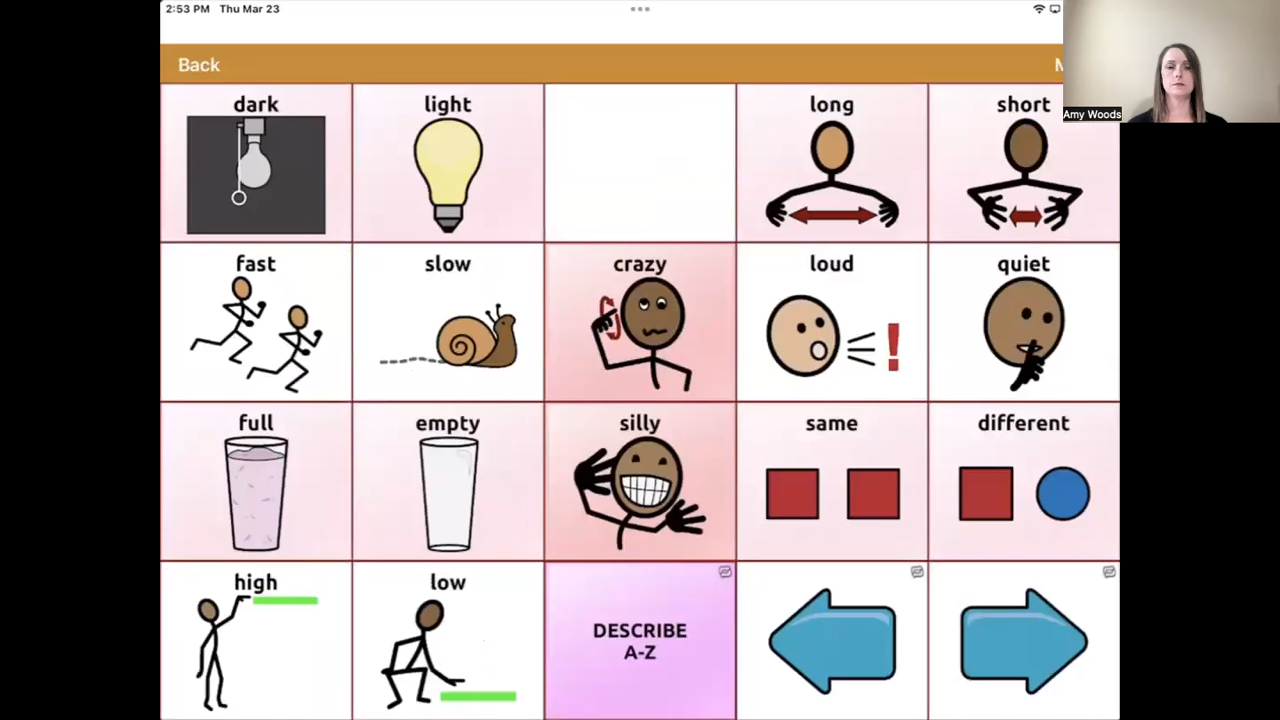 2:53 PM Thu Mar 23
Back
M
Amy Woods
dark
light
long
short
fast
slow
crazy
loud
!
quiet
full
empty
silly
same
different
high
low
DESCRIBE
A-Z